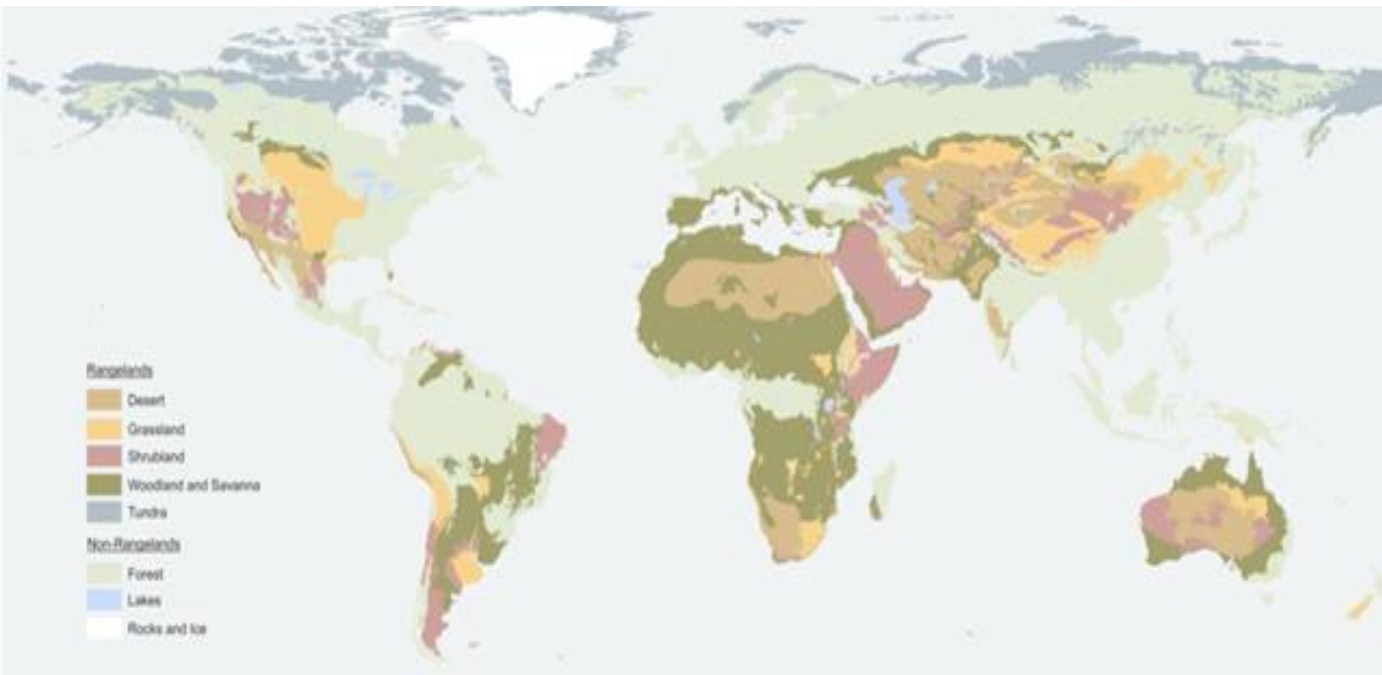 Rangelands
Desert
Grassland
Shrubland
Woodland and Savanna
Tundra
Non-Rangelands
Forest
Lakes
Rocks and Ice